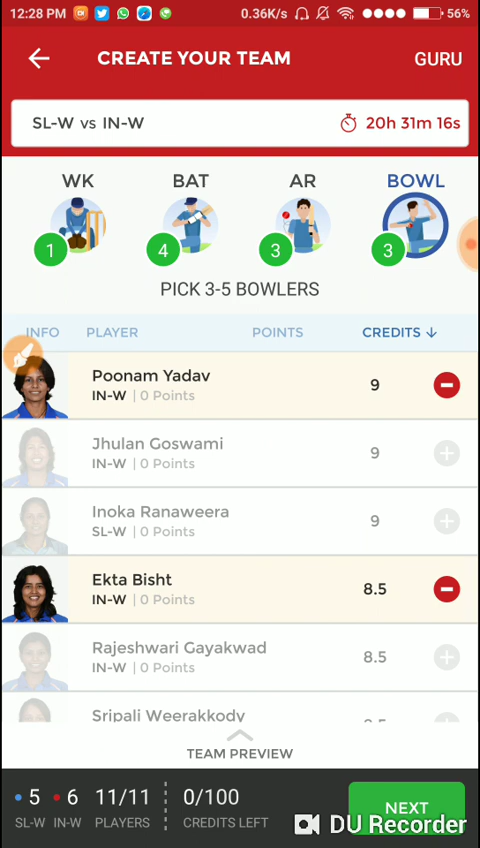 12:28 PM 0.36K/s 56%
CREATE YOUR TEAM GURU
SL-W vs IN-W 20h 31m 16s
WK BAT AR BOWL
1 4 3 3
PICK 3-5 BOWLERS
INFO PLAYER POINTS CREDITS ↓
Poonam Yadav
IN-W | 0 Points 9
Jhulan Goswami
IN-W | 0 Points 9
Inoka Ranaweera
SL-W | 0 Points 9
Ekta Bisht
IN-W | 0 Points 8.5
Rajeshwari Gayakwad
IN-W | 0 Points 8.5
Sripali Weerakkody 8.5
TEAM PREVIEW
5 6 11/11 0/100 NEXT
SL-W IN-W PLAYERS CREDITS LEFT
DU Recorder